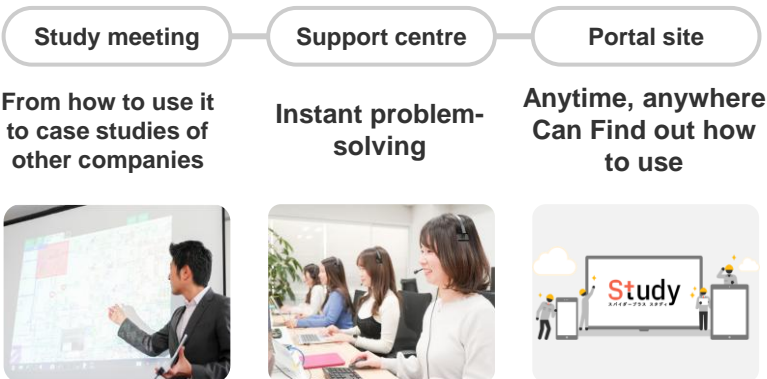 Study meeting
Support centre
Portal site
From how to use it
to case studies of
other companies
Instant problem-
solving
Anytime, anywhere
Can Find out how
to use
Study
スパイダープラス スタディ